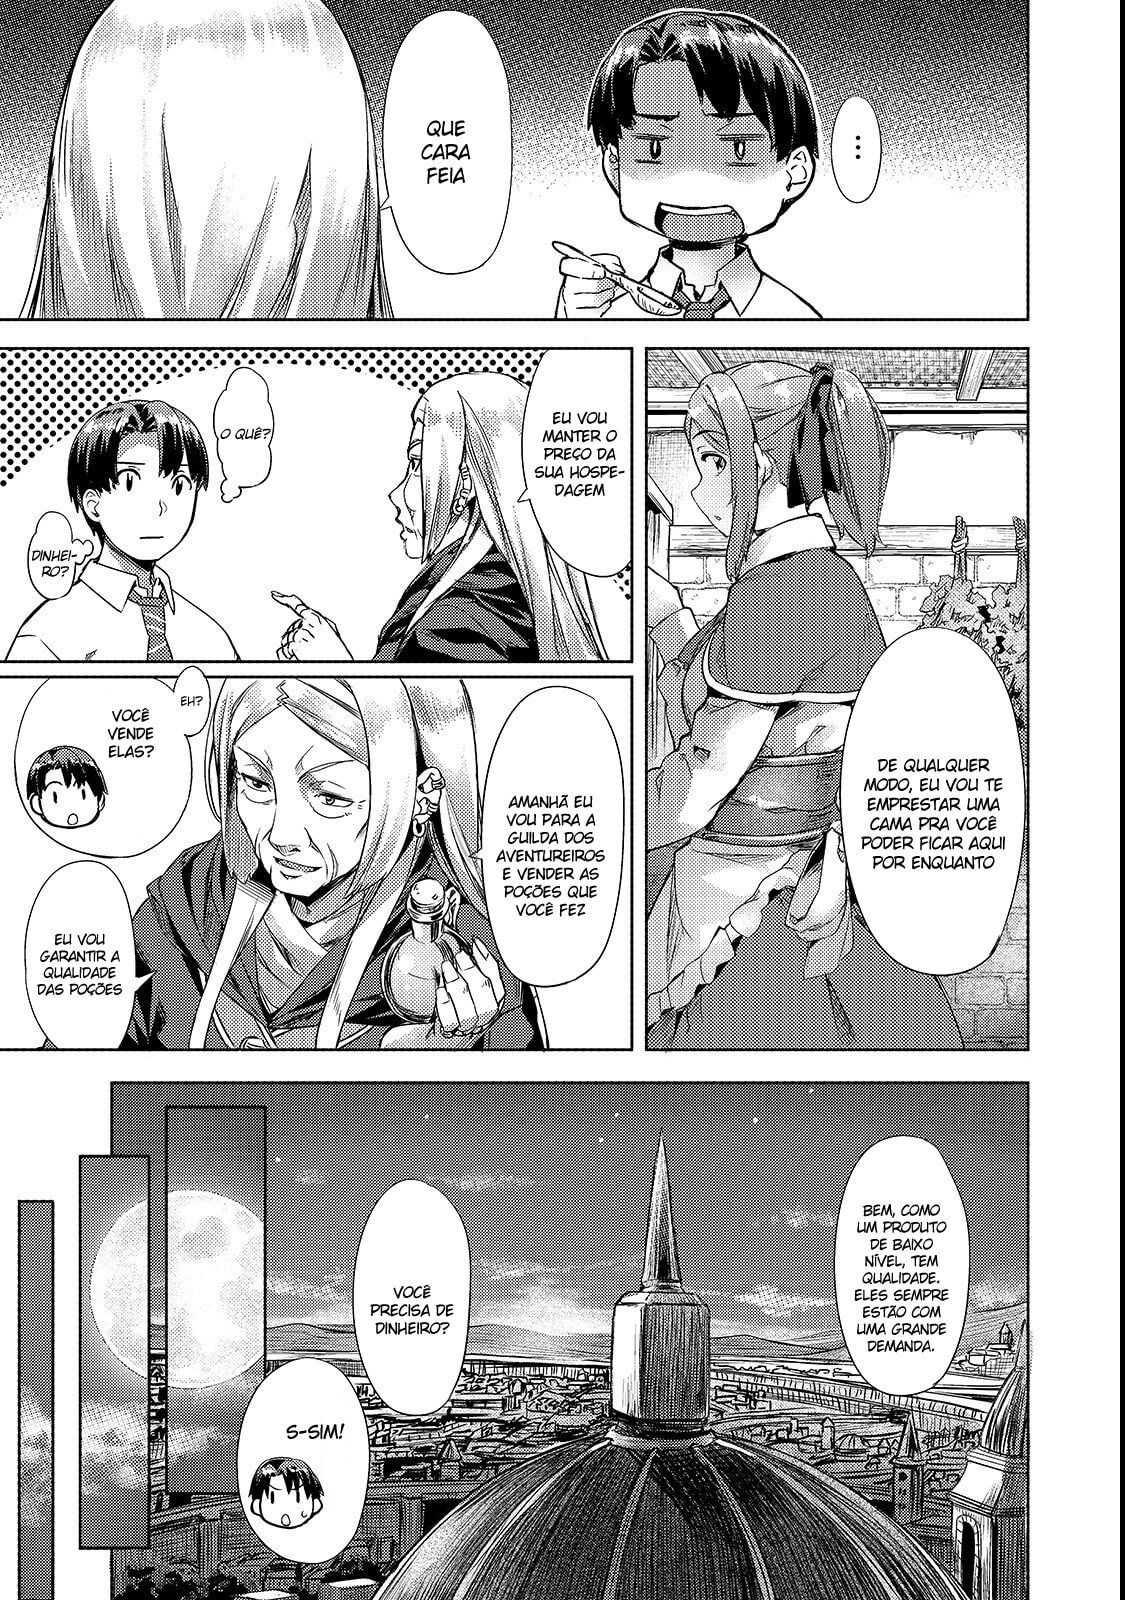 ...
QUE
CARA
FEIA
DE QUALQUER
MODO, EU VOU TE
EMPRESTAR UMA
CAMA PRA VOCÊ
PODER FICAR AQUI
POR ENQUANTO
EU VOU
MANTER O
PREÇO DA
SUA HOSPE-
DAGEM
O QUÊ?
DINHEI-
RO?
AMANHÃ EU
VOU PARA A
GUILDA DOS
AVENTUREIROS
E VENDER AS
POÇÕES QUE
VOCÊ FEZ
EH?
VOCÊ
VENDE
ELAS?
EU VOU
GARANTIR A
QUALIDADE
DAS POÇÕES
BEM, COMO
UM PRODUTO
DE BAIXO
NÍVEL, TEM
QUALIDADE.
ELES SEMPRE
ESTÃO COM
UMA GRANDE
DEMANDA.
VOCÊ
PRECISA DE
DINHEIRO?
S-SIM!